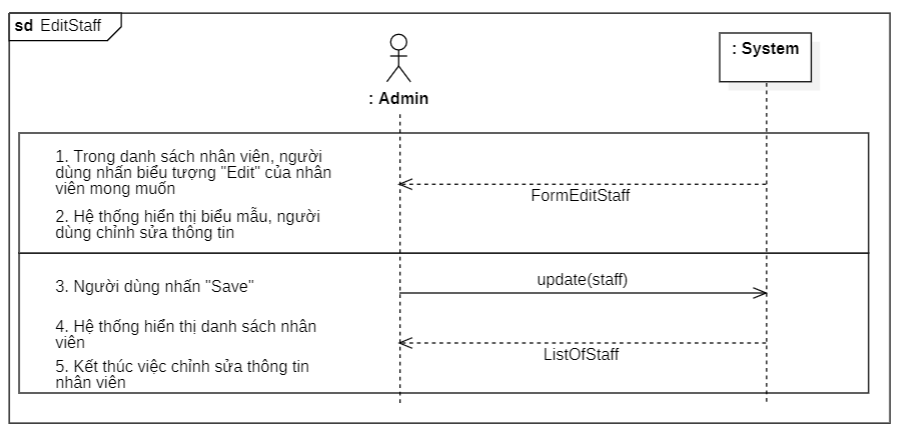 sd EditStaff
: System
: Admin
1. Trong danh sách nhân viên, người
dùng nhấn biểu tượng "Edit" của nhân
viên mong muốn
FormEditStaff
2. Hệ thống hiển thị biểu mẫu, người
dùng chỉnh sửa thông tin
update(staff)
3. Người dùng nhấn "Save"
4. Hệ thống hiển thị danh sách nhân
viên
ListOfStaff
5. Kết thúc việc chỉnh sửa thông tin
nhân viên